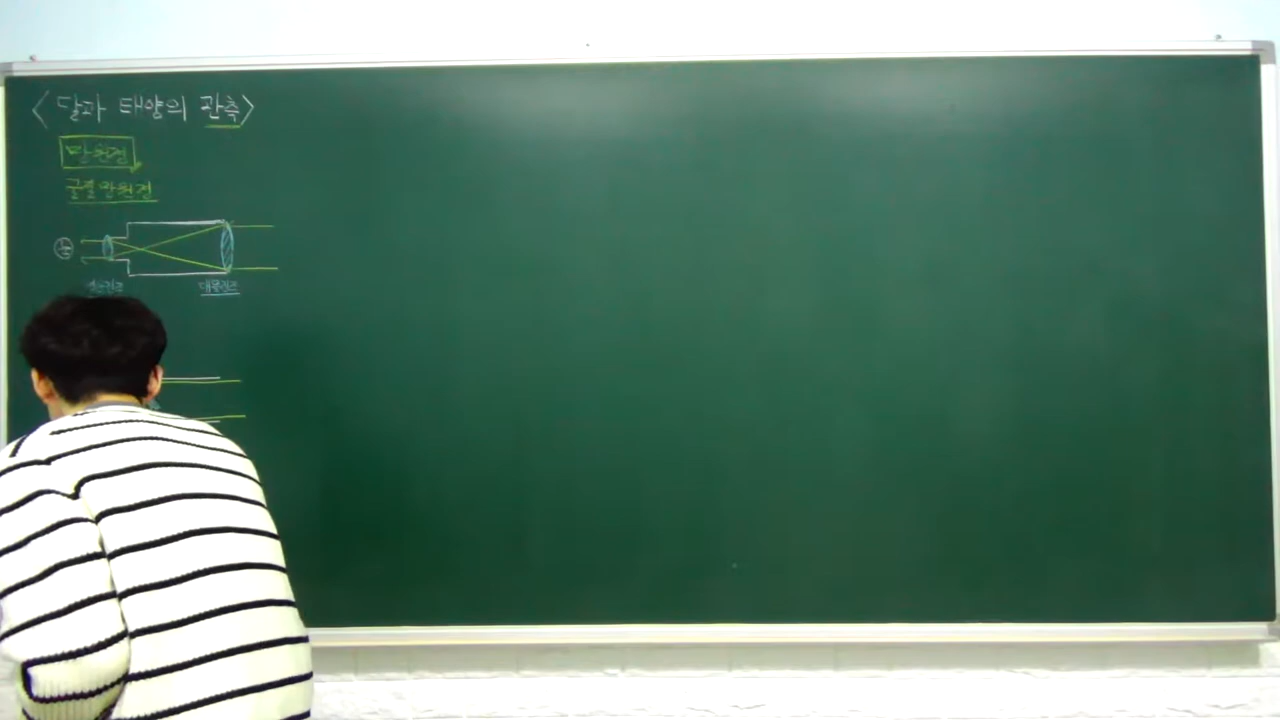 <달과 태양의 관측>
망원경
굴절망원경
눈
접안렌즈 대물렌즈